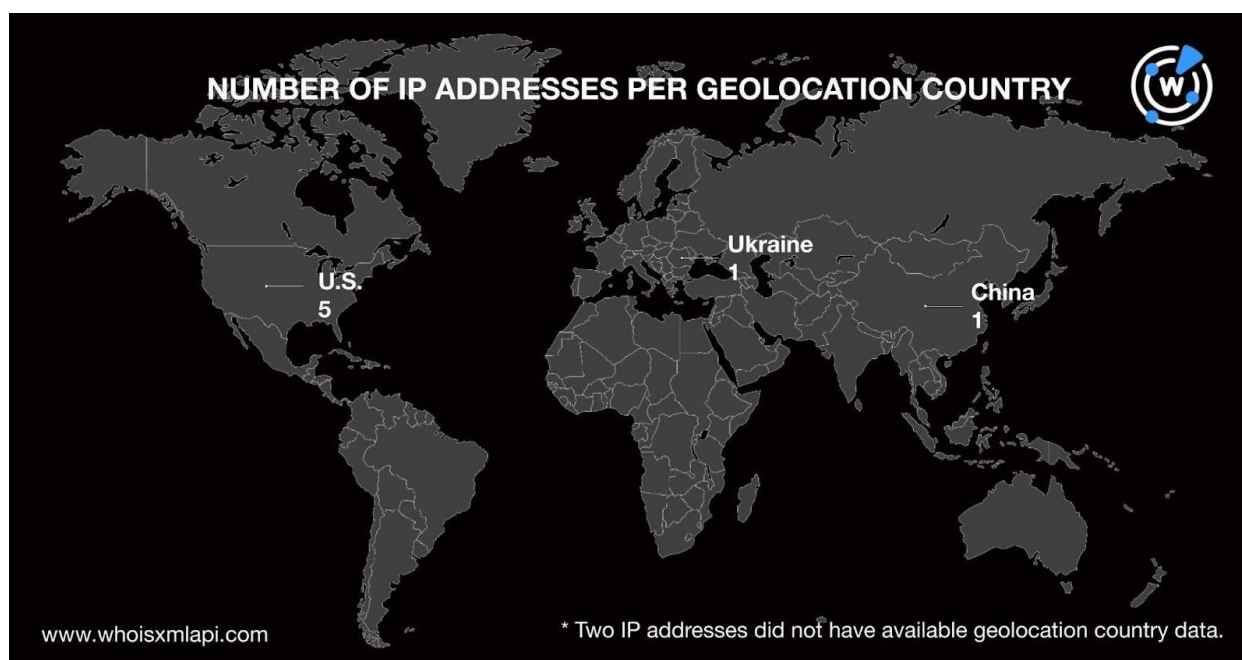 NUMBER OF IP ADDRESSES PER GEOLOCATION COUNTRY
W
Ukraine
1
U.S.
5
China
1
www.whoisxmlapi.com
* Two IP addresses did not have available geolocation country data.